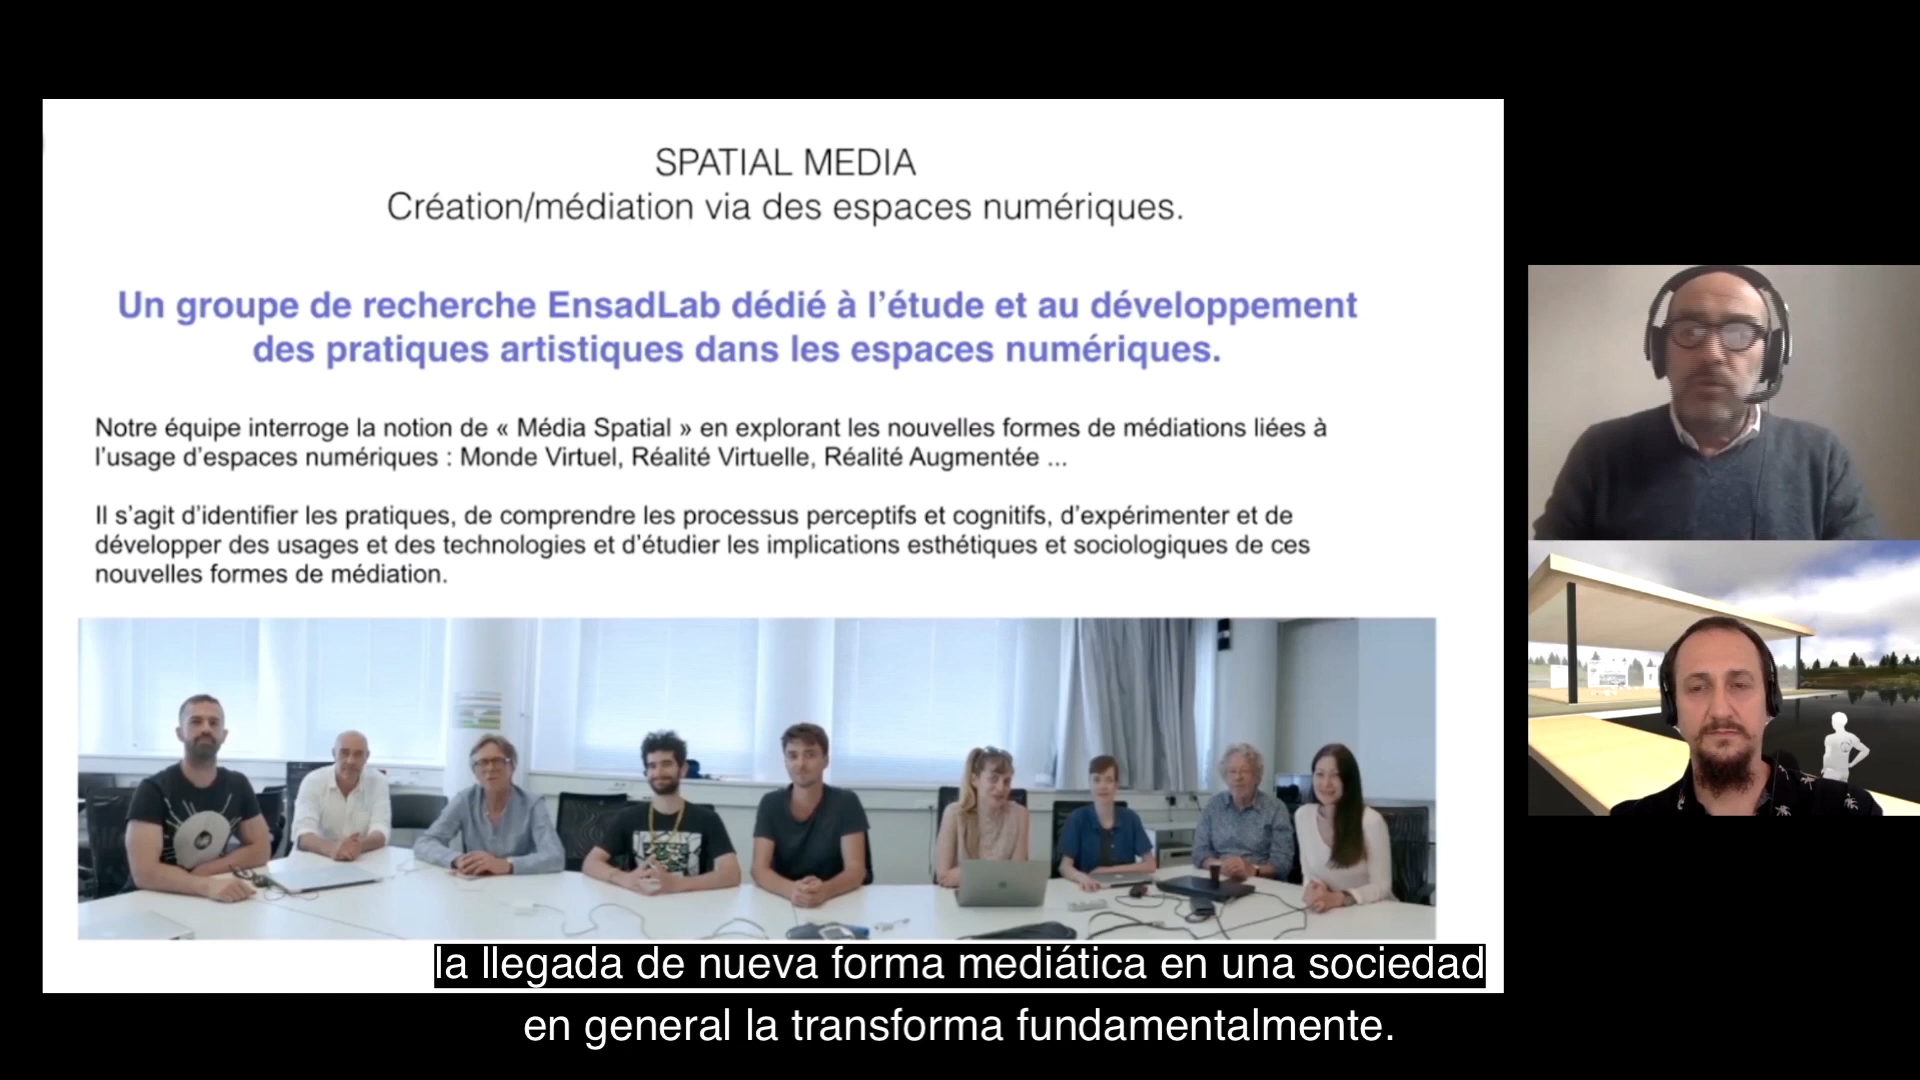 SPATIAL MEDIA
Création/médiation via des espaces numériques.
Un groupe de recherche EnsadLab dédié à l’étude et au développement
des pratiques artistiques dans les espaces numériques.
Notre équipe interroge la notion de « Média Spatial » en explorant les nouvelles formes de médiations liées à
l’usage d’espaces numériques : Monde Virtuel, Réalité Virtuelle, Réalité Augmentée ...
Il s’agit d’identifier les pratiques, de comprendre les processus perceptifs et cognitifs, d’expérimenter et de
développer des usages et des technologies et d’étudier les implications esthétiques et sociologiques de ces
nouvelles formes de médiation.
la llegada de nueva forma mediática en una sociedad
en general la transforma fundamentalmente.